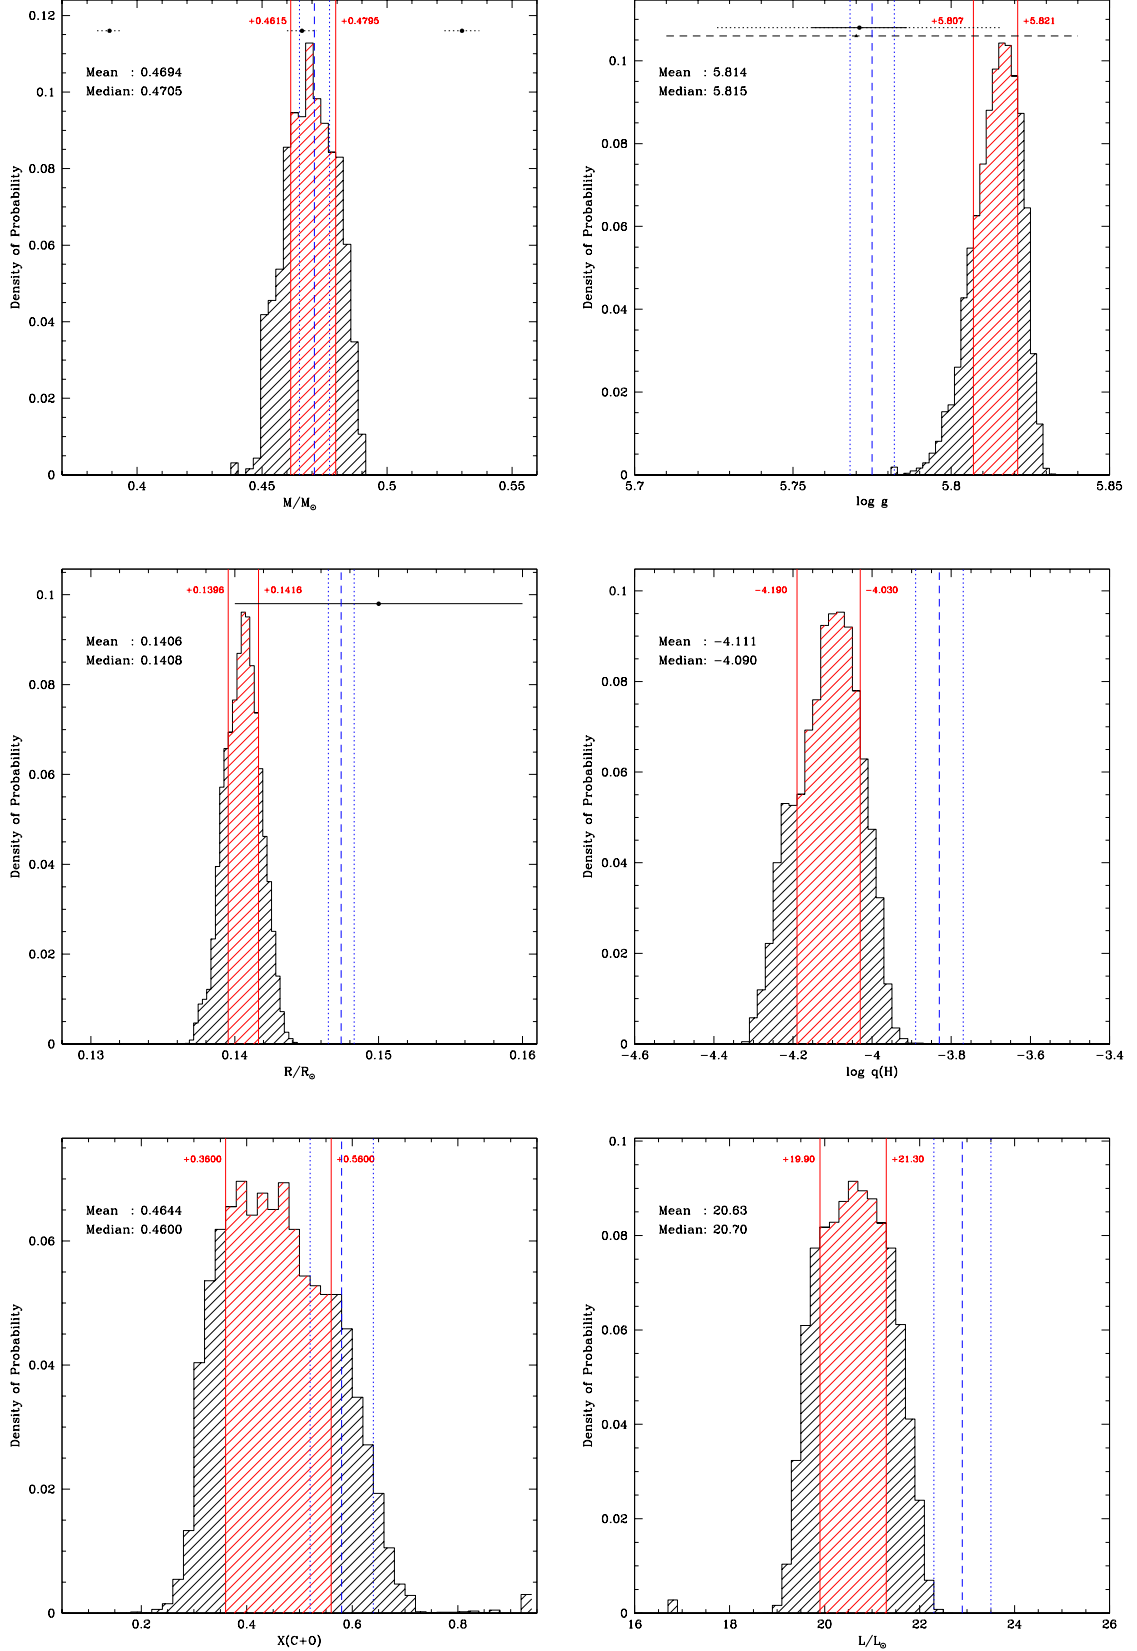 +0.4615 +0.4795
Mean : 0.4694
Median: 0.4705
0.12
0.1
0.08
0.06
0.04
0.02
0
Density of Probability
0.4 0.45 0.5 0.55
M/M⊙
+5.807 +5.821
Mean : 5.814
Median: 5.815
0.1
0.08
0.06
0.04
0.02
0
Density of Probability
5.7 5.75 5.8 5.85
log g
+0.1396 +0.1416
Mean : 0.1406
Median: 0.1408
0.1
0.08
0.06
0.04
0.02
0
Density of Probability
0.13 0.14 0.15 0.16
R/R⊙
−4.190 −4.030
Mean : −4.111
Median: −4.090
0.1
0.08
0.06
0.04
0.02
0
Density of Probability
−4.6 −4.4 −4.2 −4 −3.8 −3.6 −3.4
log q(H)
+0.3600 +0.5600
Mean : 0.4644
Median: 0.4600
0.06
0.04
0.02
0
Density of Probability
0.2 0.4 0.6 0.8
X(C+O)
+19.90 +21.30
Mean : 20.63
Median: 20.70
0.1
0.08
0.06
0.04
0.02
0
Density of Probability
16 18 20 22 24 26
L/L⊙